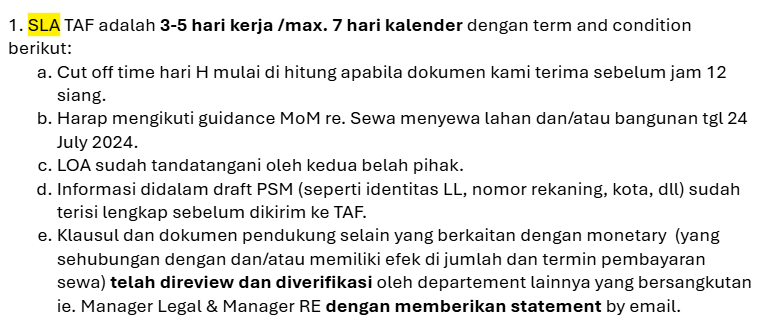 1. SLA TAF adalah 3-5 hari kerja /max. 7 hari kalender dengan term and condition
berikut:
a. Cut off time hari H mulai di hitung apabila dokumen kami terima sebelum jam 12
siang.
b. Harap mengikuti guidance MoM re. Sewa menyewa lahan dan/atau bangunan tgl 24
July 2024.
c. LOA sudah tandatangani oleh kedua belah pihak.
d. Informasi didalam draft PSM (seperti identitas LL, nomor rekaning, kota, dll) sudah
terisi lengkap sebelum dikirim ke TAF.
e. Klausul dan dokumen pendukung selain yang berkaitan dengan monetary (yang
sehubungan dengan dan/atau memiliki efek di jumlah dan termin pembayaran
sewa) telah direview dan diverifikasi oleh departement lainnya yang bersangkutan
ie. Manager Legal & Manager RE dengan memberikan statement by email.